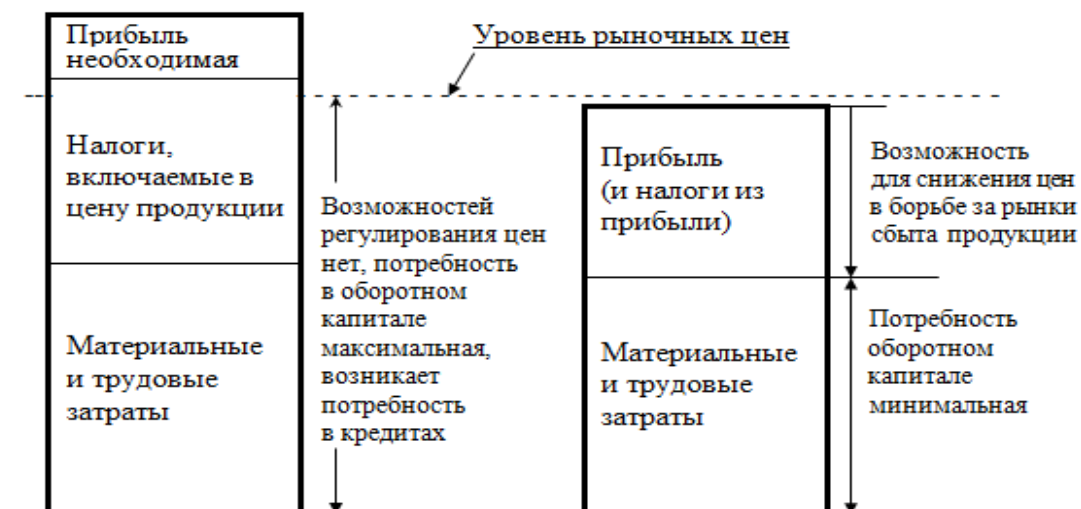 Прибыль
необходимая
Уровень рыночных цен
Налоги,
включаемые в
цену продукции
Материальные
и трудовые
затраты
Возможностей
регулирования цен
нет, потребность
в оборотном
капитале
максимальная,
возникает
потребность
в кредитах
Прибыль
(и налоги из
прибыли)
Материальные
и трудовые
затраты
Возможность
для снижения цен
в борьбе за рынки
сбыта продукции
Потребность
оборотном
капитале
минимальная